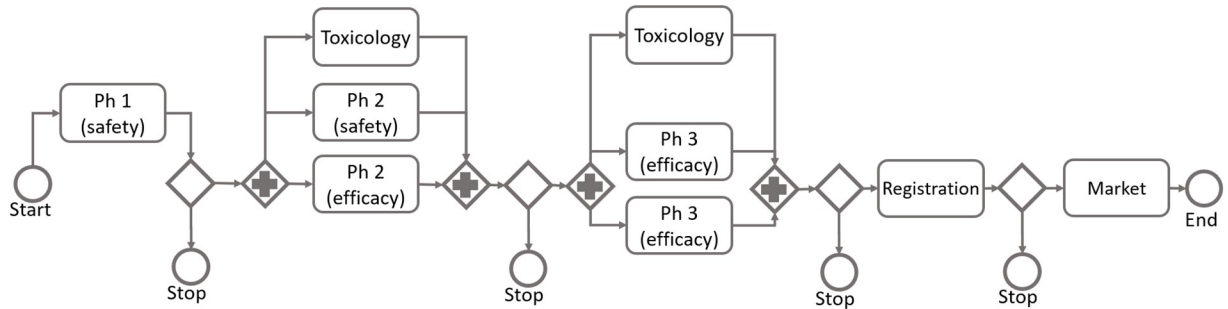 Start
Ph 1
(safety)
Stop
Toxicology
Ph 2
(safety)
Ph 2
(efficacy)
Stop
Toxicology
Ph 3
(efficacy)
Ph 3
(efficacy)
Stop
Registration
Stop
Market
End